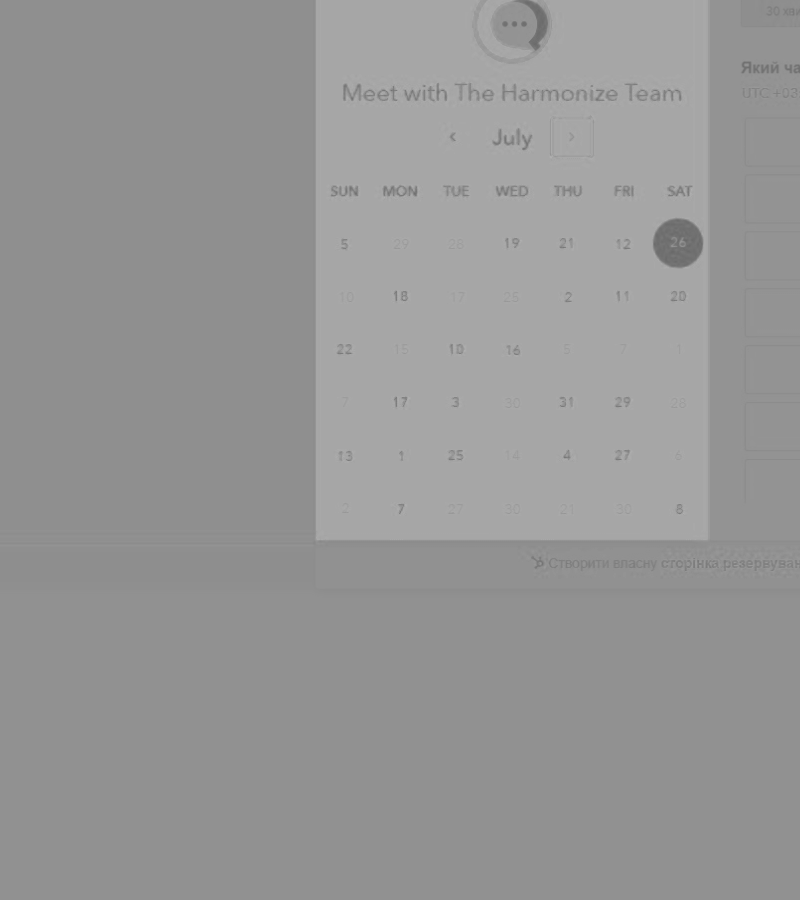 30 хви
Meet with The Harmonize Team
Який ча
UTC +03
July
SUN MON TUE WED THU FRI SAT
5 29 28 19 21 12 26
10 18 17 25 2 11 20
22 15 10 16 5 7 1
7 17 3 30 31 29 28
13 1 25 14 4 27 6
2 7 27 30 21 30 8
Створити власну сторінка резервуван